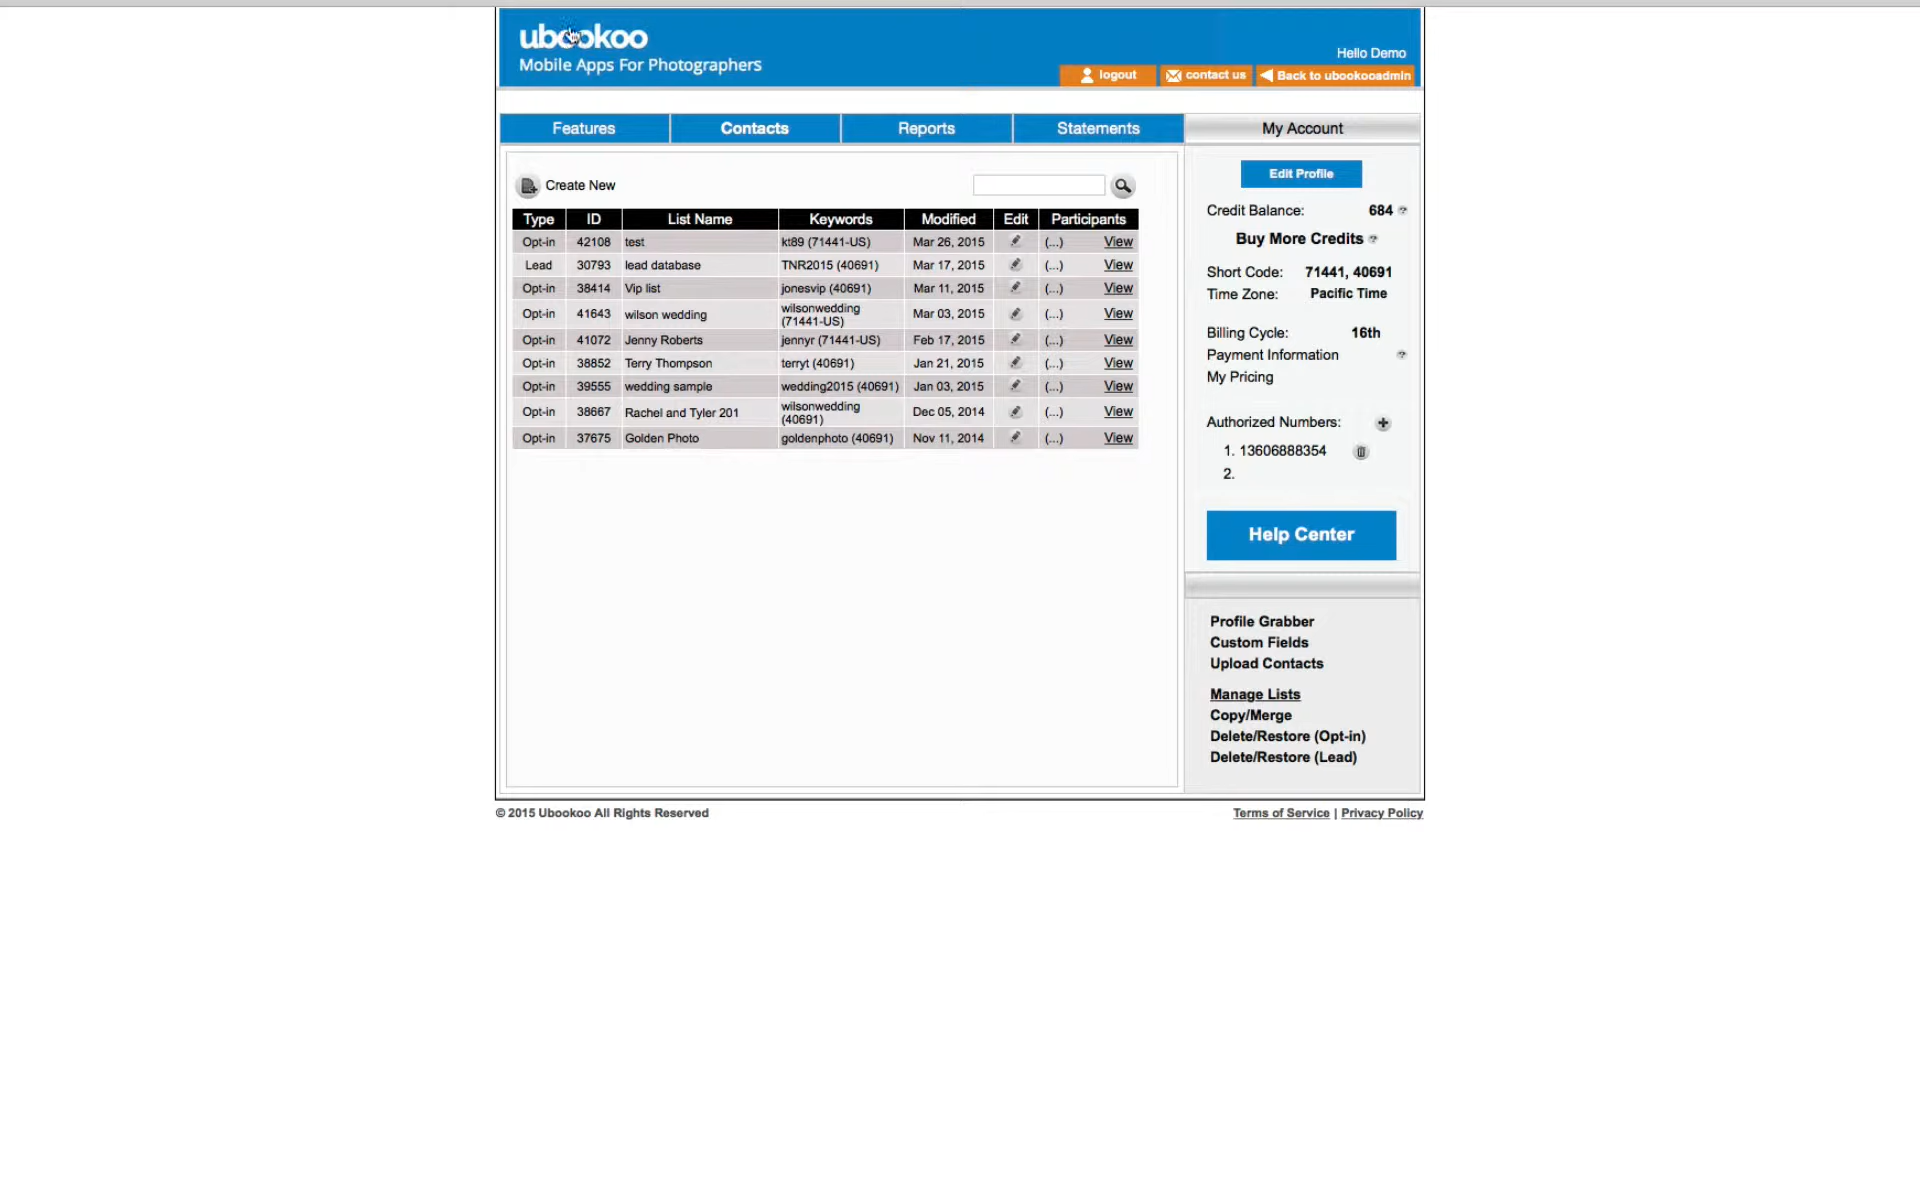 ubookoo
Mobile Apps For Photographers
Hello Demo
logout contact us Back to ubookooadmin
Features Contacts Reports Statements My Account
Create New
Type ID List Name Keywords Modified Edit Participants
Opt-in 42108 test kt89 (71441-US) Mar 26, 2015 (...) View
Lead 30793 lead database TNR2015 (40691) Mar 17, 2015 (...) View
Opt-in 38414 Vip list jonesvip (40691) Mar 11, 2015 (...) View
Opt-in 41643 wilson wedding wilsonwedding (71441-US) Mar 03, 2015 (...) View
Opt-in 41072 Jenny Roberts jennyr (71441-US) Feb 17, 2015 (...) View
Opt-in 38852 Terry Thompson terryt (40691) Jan 21, 2015 (...) View
Opt-in 39555 wedding sample wedding2015 (40691) Jan 03, 2015 (...) View
Opt-in 38667 Rachel and Tyler 201 wilsonwedding (40691) Dec 05, 2014 (...) View
Opt-in 37675 Golden Photo goldenphoto (40691) Nov 11, 2014 (...) View
Edit Profile
Credit Balance: 684 ?
Buy More Credits ?
Short Code: 71441, 40691
Time Zone: Pacific Time
Billing Cycle: 16th
Payment Information ?
My Pricing
Authorized Numbers:
1. 13606888354
2.
Help Center
Profile Grabber
Custom Fields
Upload Contacts
Manage Lists
Copy/Merge
Delete/Restore (Opt-in)
Delete/Restore (Lead)
© 2015 Ubookoo All Rights Reserved
Terms of Service | Privacy Policy